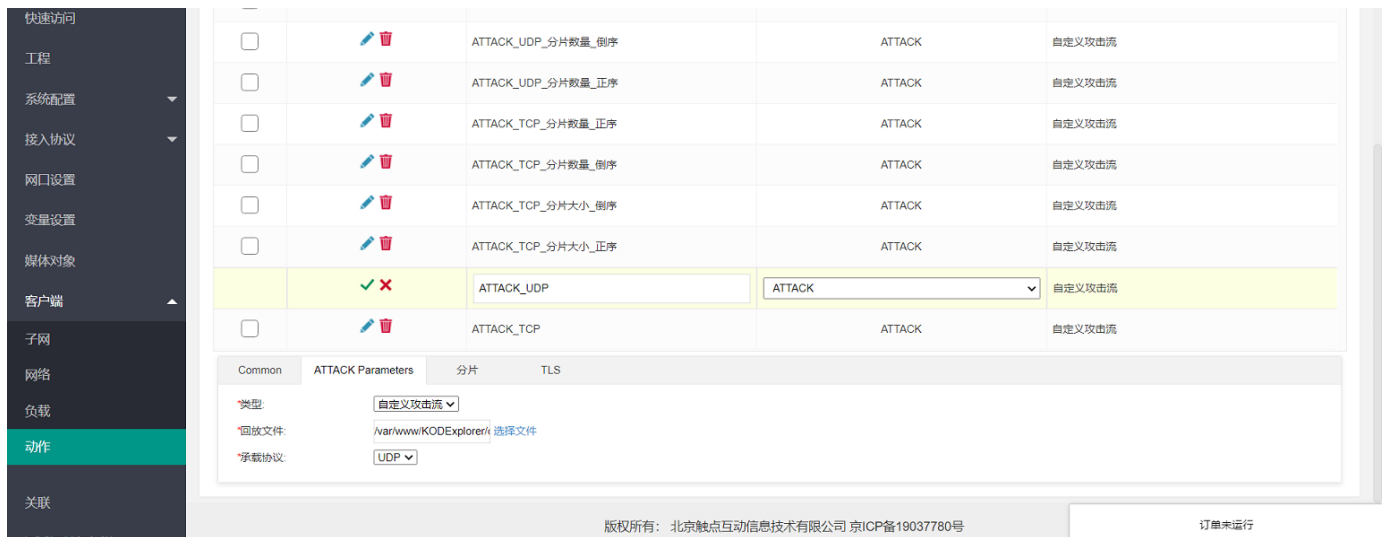 快速访问
工程
系统配置
接入协议
网口设置
变量设置
媒体对象
客户端
子网
网络
负载
动作
关联
ATTACK_UDP_分片数量_倒序 ATTACK 自定义攻击流
ATTACK_UDP_分片数量_正序 ATTACK 自定义攻击流
ATTACK_TCP_分片数量_正序 ATTACK 自定义攻击流
ATTACK_TCP_分片数量_倒序 ATTACK 自定义攻击流
ATTACK_TCP_分片大小_倒序 ATTACK 自定义攻击流
ATTACK_TCP_分片大小_正序 ATTACK 自定义攻击流
ATTACK_UDP ATTACK 自定义攻击流
ATTACK_TCP ATTACK 自定义攻击流
Common ATTACK Parameters 分片 TLS
*类型: 自定义攻击流
*回放文件: /var/www/KODExplorer/ 选择文件
*承载协议: UDP
版权所有: 北京触点互动信息技术有限公司 京ICP备19037780号
订单未运行